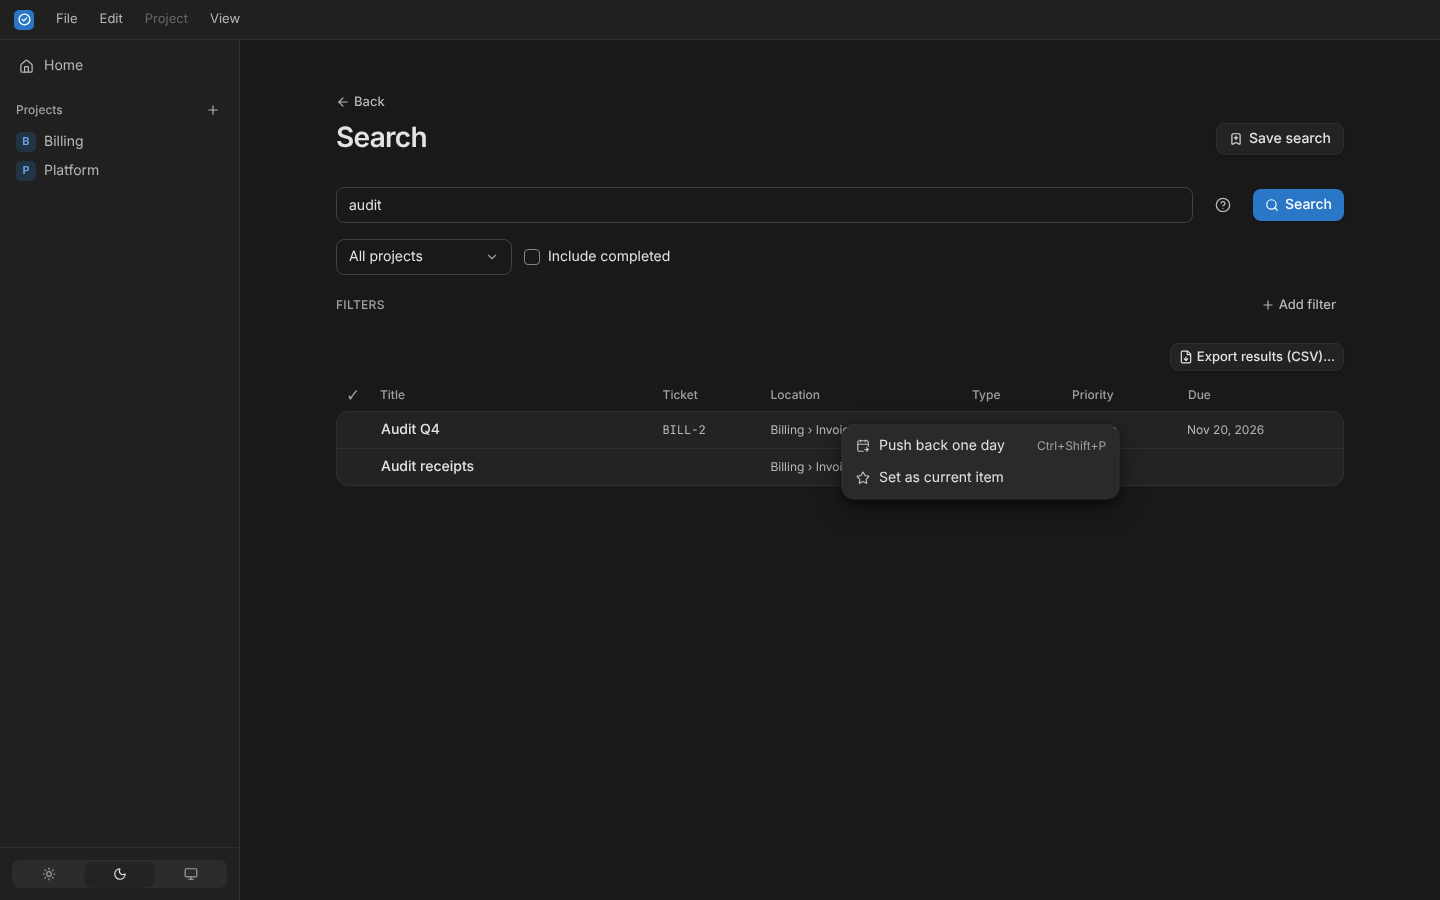 File Edit Project View
Home
Projects
B Billing
P Platform
Back
Search
Save search
audit
Search
All projects
Include completed
FILTERS
Add filter
Export results (CSV)...
✓ Title Ticket Location Type Priority Due
Audit Q4 BILL-2 Billing › Nov 20, 2026
Audit receipts Billing ›
Push back one day Ctrl+Shift+P
Set as current item